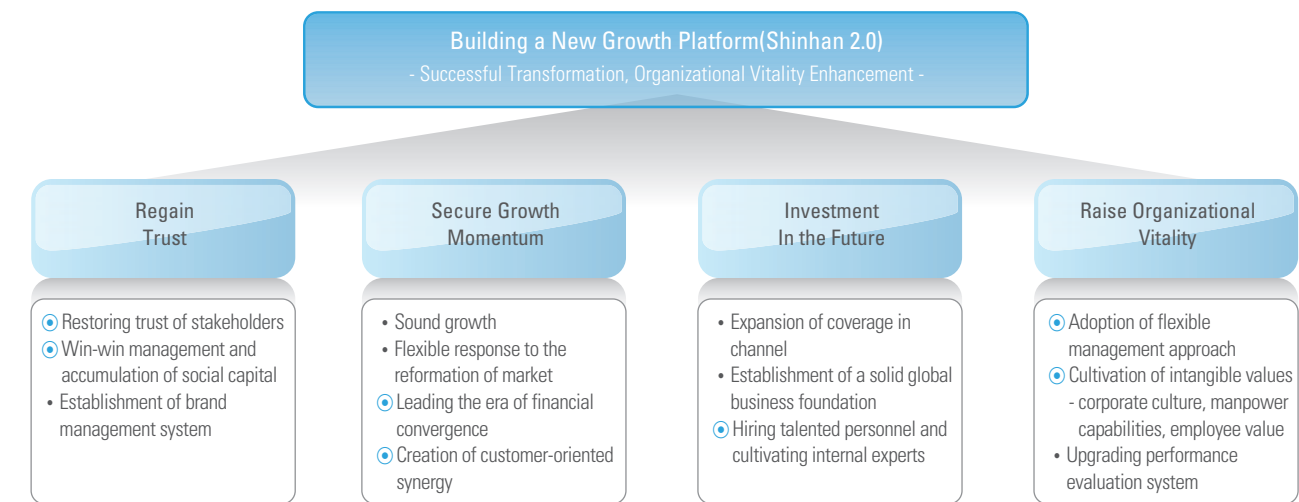 Building a New Growth Platform(Shinhan 2.0)
- Successful Transformation, Organizational Vitality Enhancement -
Regain
Trust
Restoring trust of stakeholders
Win-win management and
accumulation of social capital
• Establishment of brand
management system
Secure Growth
Momentum
• Sound growth
• Flexible response to the
reformation of market
Leading the era of financial
convergence
Creation of customer-oriented
synergy
Investment
In the Future
• Expansion of coverage in
channel
• Establishment of a solid global
business foundation
Hiring talented personnel and
cultivating internal experts
Raise Organizational
Vitality
Adoption of flexible
management approach
Cultivation of intangible values
- corporate culture, manpower
capabilities, employee value
• Upgrading performance
evaluation system